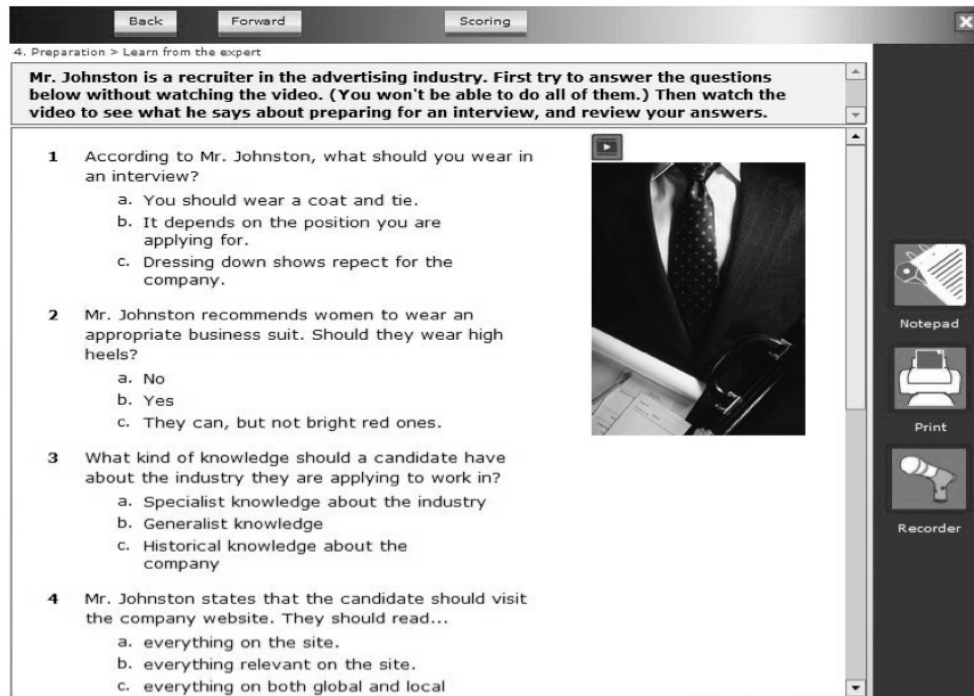 Back Forward Scoring
4. Preparation > Learn from the expert
Mr. Johnston is a recruiter in the advertising industry. First try to answer the questions
below without watching the video. (You won't be able to do all of them.) Then watch the
video to see what he says about preparing for an interview, and review your answers.
1 According to Mr. Johnston, what should you wear in
an interview?
a. You should wear a coat and tie.
b. It depends on the position you are
applying for.
c. Dressing down shows repect for the
company.
2 Mr. Johnston recommends women to wear an
appropriate business suit. Should they wear high
heels?
a. No
b. Yes
c. They can, but not bright red ones.
3 What kind of knowledge should a candidate have
about the industry they are applying to work in?
a. Specialist knowledge about the industry
b. Generalist knowledge
c. Historical knowledge about the
company
4 Mr. Johnston states that the candidate should visit
the company website. They should read...
a. everything on the site.
b. everything relevant on the site.
c. everything on both global and local
Notepad
Print
Recorder